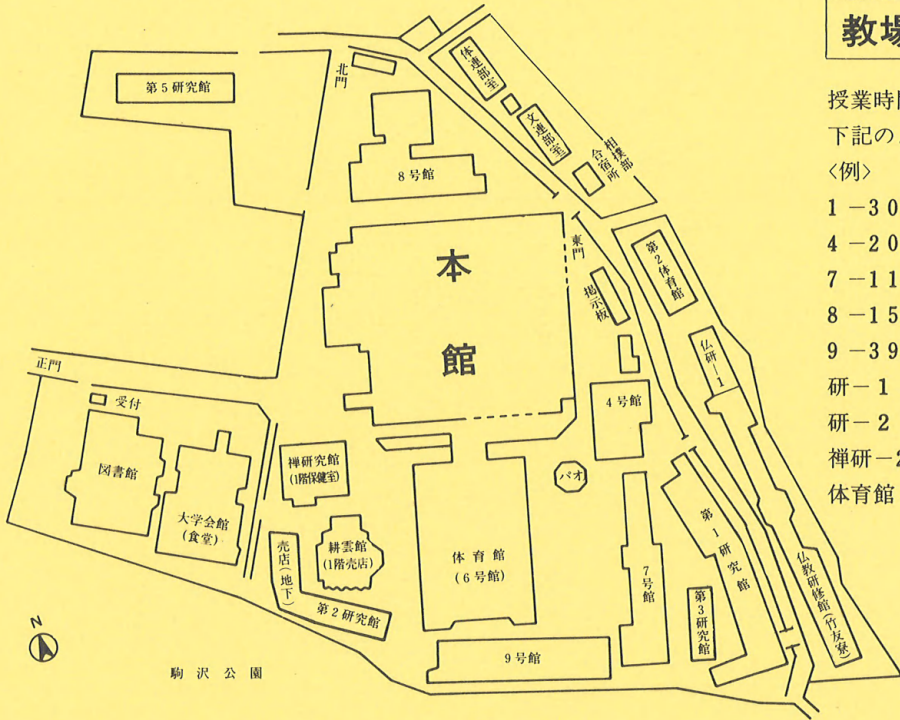 教場
授業時
下記の
〈例〉
1－30
4－20
7－11
8－15
9－39
研－1
研－2
禅研－2
体育館
第5研究館
北門
体連部室
文連部室
相撲部
合宿所
8号館
本館
東門
掲示板
第2体育館
仏研－1
正門
受付
図書館
大学会館
(食堂)
禅研究館
(1階保健室)
耕雲館
(1階売店)
売店(地下)
第2研究館
体育館
(6号館)
4号館
パオ
7号館
第1研究館
第3研究館
仏教研修館(竹友寮)
9号館
N
駒沢公園